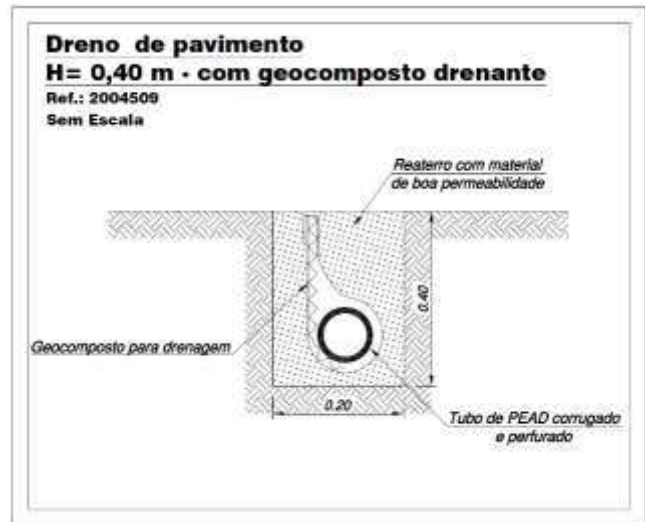 Dreno de pavimento
H= 0,40 m - com geocomposto drenante
Ref.: 2004509
Sem Escala
Reaterro com material
de boa permeabilidade
0.40
Geocomposto para drenagem
0.20
Tubo de PEAD corrugado
e perfurado